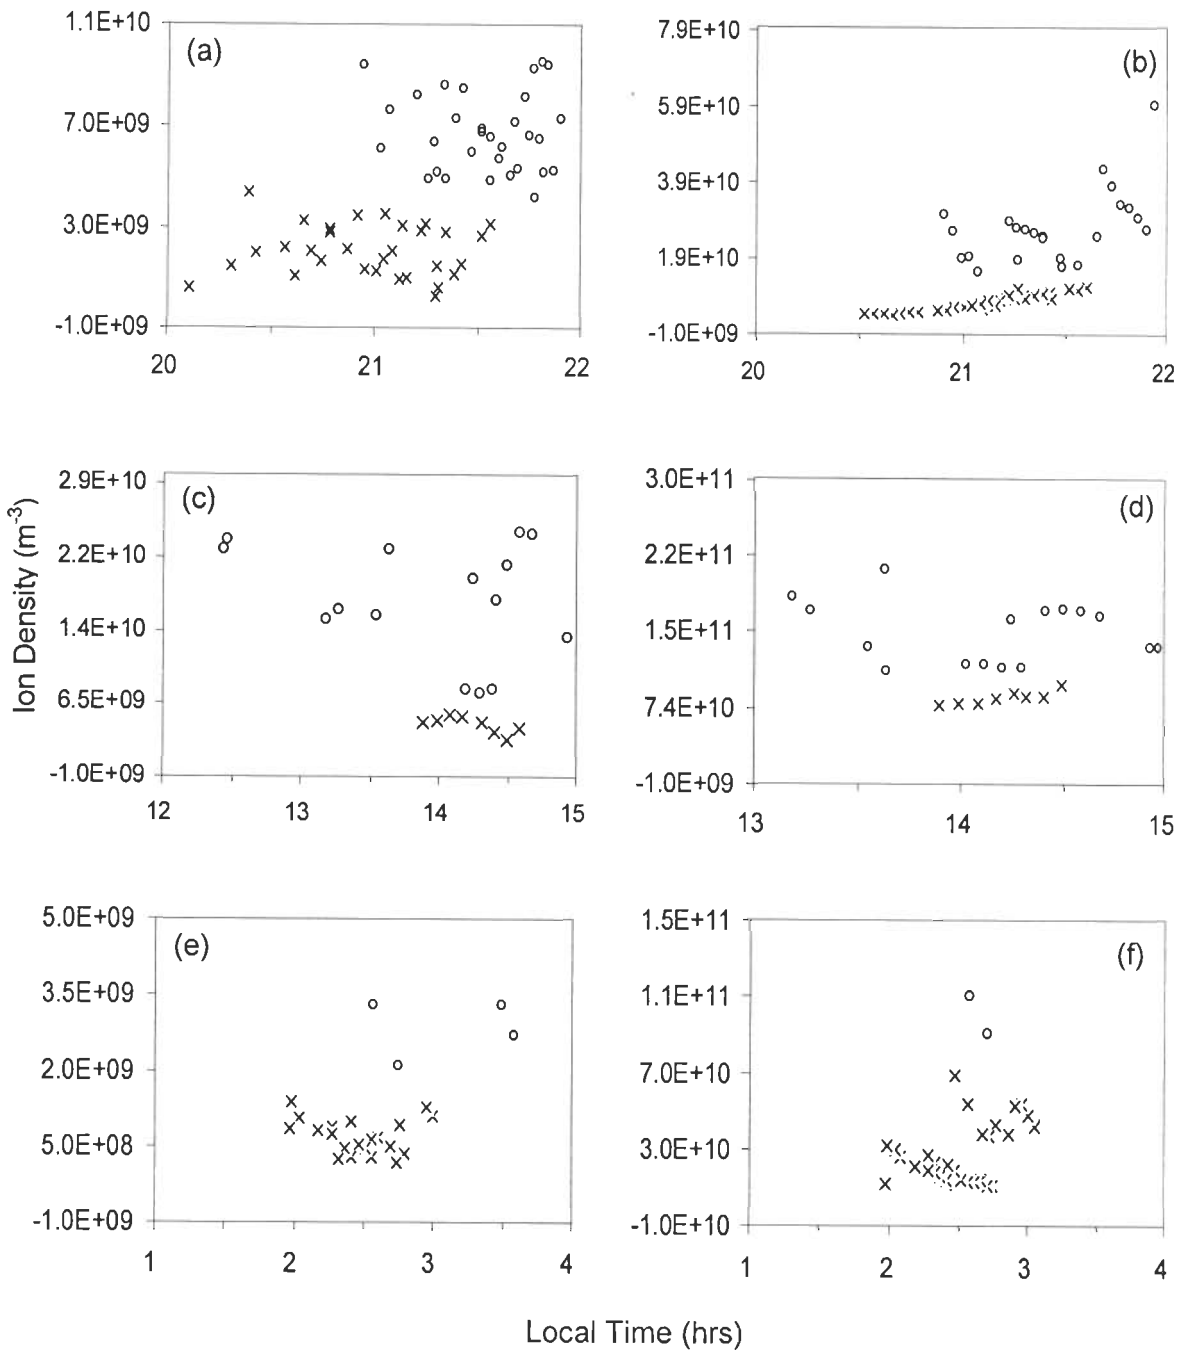 1.1E+10
7.0E+09
3.0E+09
-1.0E+09
(a)
20
21
22
7.9E+10
5.9E+10
3.9E+10
1.9E+10
-1.0E+09
(b)
20
21
22
Ion Density (m-3)
2.9E+10
2.2E+10
1.4E+10
6.5E+09
-1.0E+09
(c)
12
13
14
15
3.0E+11
2.2E+11
1.5E+11
7.4E+10
-1.0E+09
(d)
13
14
15
5.0E+09
3.5E+09
2.0E+09
5.0E+08
-1.0E+09
(e)
1
2
3
4
1.5E+11
1.1E+11
7.0E+10
3.0E+10
-1.0E+10
(f)
1
2
3
4
Local Time (hrs)